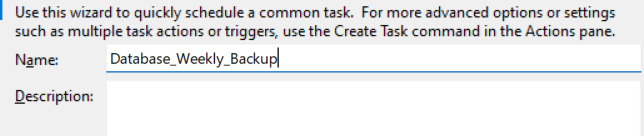 Use this wizard to quickly schedule a common task.  For more advanced options or settings
such as multiple task actions or triggers, use the Create Task command in the Actions pane.
Name: Database_Weekly_Backup
Description: